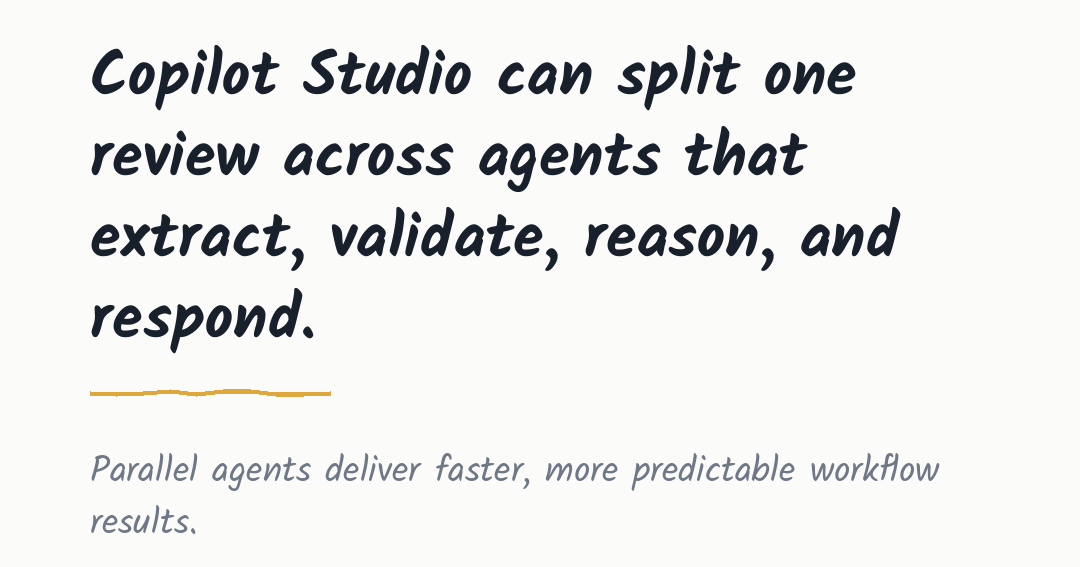 Copilot Studio can split one
review across agents that
extract, validate, reason, and
respond.
Parallel agents deliver faster, more predictable workflow
results.